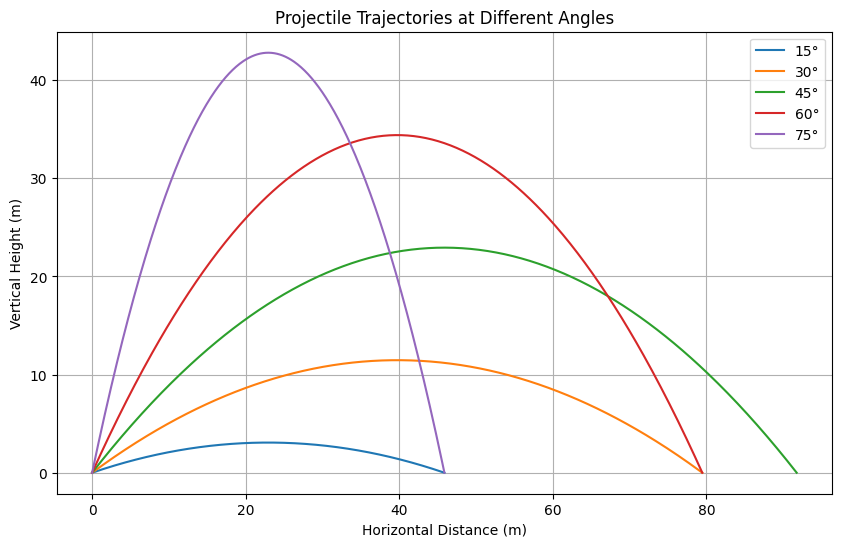 Projectile Trajectories at Different Angles
15°
30°
45°
60°
75°
Vertical Height (m)
40
30
20
10
0
0 20 40 60 80
Horizontal Distance (m)